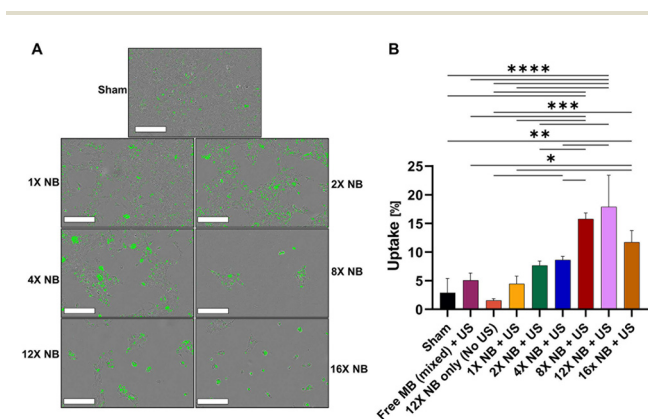 A
Sham
1X NB
2X NB
4X NB
8X NB
12X NB
16X NB
B
****
***
**
*
Uptake [%]
25
20
15
10
5
0
Sham
Free MB (mixed) + US
12X NB only (No US)
1X NB + US
2X NB + US
4X NB + US
8X NB + US
12X NB + US
16x NB + US